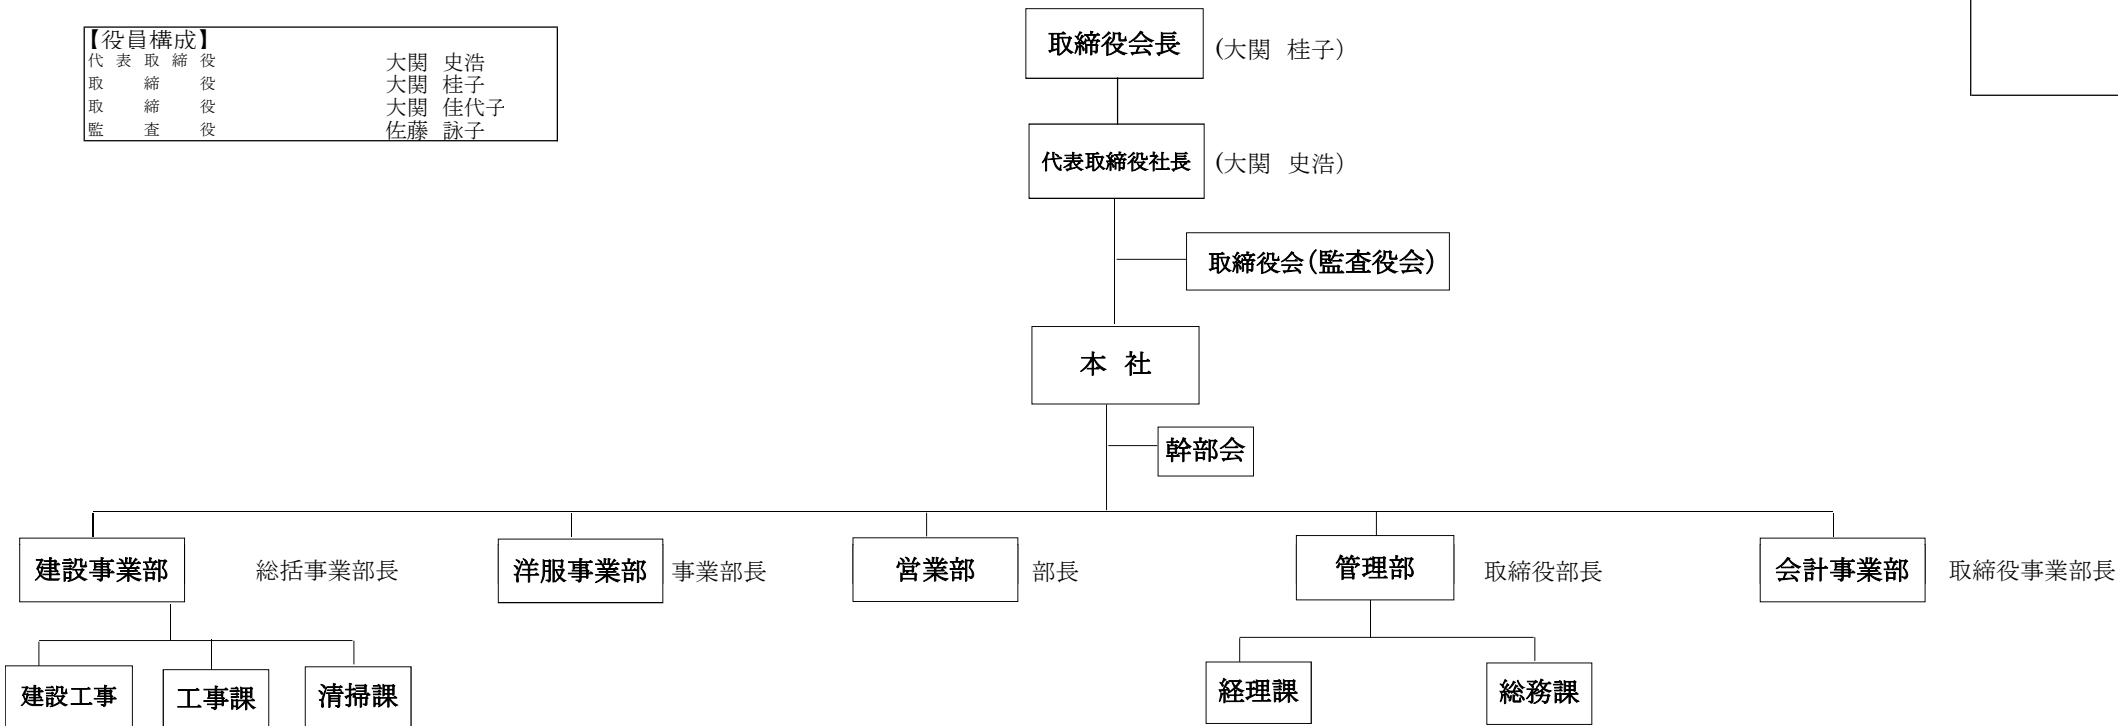 【役員構成】
代表取締役 大関 史浩
取締役 大関 桂子
取締役 大関 佳代子
監査役 佐藤 詠子
取締役会長 (大関 桂子)
代表取締役社長 (大関 史浩)
取締役会(監査役会)
本 社
幹部会
建設事業部 総括事業部長 洋服事業部 事業部長 営業部 部長 管理部 取締役部長 会計事業部 取締役事業部長
建設工事 工事課 清掃課 経理課 総務課